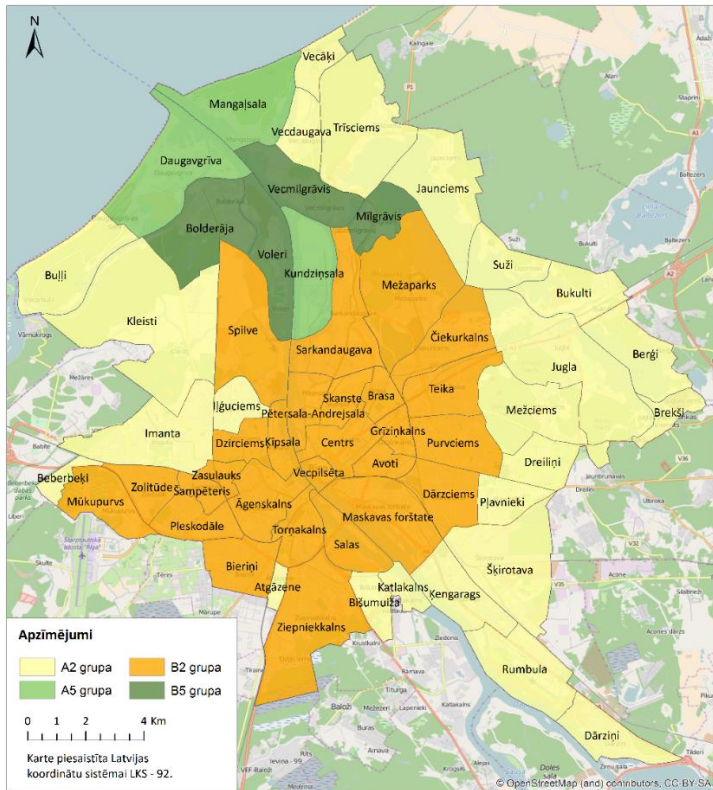 N
Vecāķi
Mangaļsala
Vecdaugava
Trīsciems
Daugavgrīva
Jaunciems
Vecmilgrāvis
Mīlgrāvis
Bolderāja
Voleri
Kundziņsala
Suži
Bukulti
Buļļi
Kleisti
Mežaparks
Spilve
Sarkandaugava
Čiekurkalns
Berģi
Jugla
Iļģuciems
Skanste
Brasa
Teika
Pētersala-Andrejsala
Mežciems
Brekši
Imanta
Dzirciems
Ķīpsala
Centrs
Grīziņkalns
Purvciems
Dreiliņi
Beberbeķi
Zolitūde
Zasulauks
Vecpilsēta
Avoti
Mūkupurvs
Šampēteris
Āgenskalns
Dārzciems
Pļavnieki
Pleskodāle
Torņakalns
Maskavas forštate
Salas
Bieriņi
Šķirotava
Atgāzene
Katlakalns
Ķengarags
Bišumuiža
Ziepniekkalns
Rumbula
Dārziņi
Apzīmējumi
A2 grupa
B2 grupa
A5 grupa
B5 grupa
0 1 2 4 Km
Karte piesaistīta Latvijas
koordinātu sistēmai LKS - 92.
© OpenStreetMap (and) contributors, CC-BY-SA